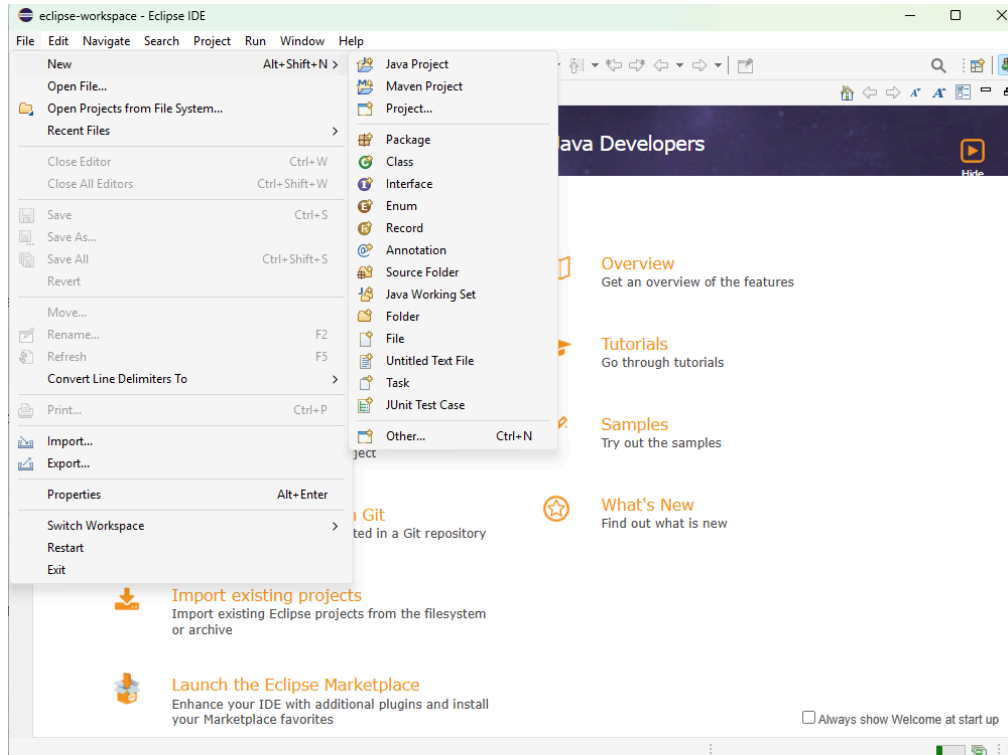 eclipse-workspace - Eclipse IDE
File Edit Navigate Search Project Run Window Help
New Alt+Shift+N >
Open File...
Open Projects from File System...
Recent Files >
Close Editor Ctrl+W
Close All Editors Ctrl+Shift+W
Save Ctrl+S
Save As...
Save All Ctrl+Shift+S
Revert
Move...
Rename... F2
Refresh F5
Convert Line Delimiters To >
Print... Ctrl+P
Import...
Export...
Properties Alt+Enter
Switch Workspace >
Restart
Exit
Java Project
Maven Project
Project...
Package
Class
Interface
Enum
Record
Annotation
Source Folder
Java Working Set
Folder
File
Untitled Text File
Task
JUnit Test Case
Other... Ctrl+N
ava Developers
Hide
Overview
Get an overview of the features
Tutorials
Go through tutorials
Samples
Try out the samples
What's New
Find out what is new
ject
Git
ted in a Git repository
Import existing projects
Import existing Eclipse projects from the filesystem
or archive
Launch the Eclipse Marketplace
Enhance your IDE with additional plugins and install
your Marketplace favorites
Always show Welcome at start up